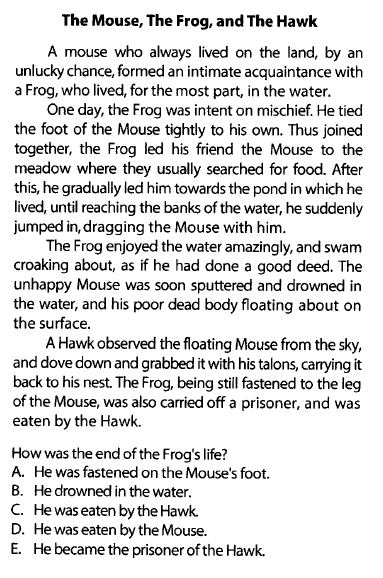 The Mouse, The Frog, and The Hawk
A mouse who always lived on the land, by an
unlucky chance, formed an intimate acquaintance with
a Frog, who lived, for the most part, in the water.
One day, the Frog was intent on mischief. He tied
the foot of the Mouse tightly to his own. Thus joined
together, the Frog led his friend the Mouse to the
meadow where they usually searched for food. After
this, he gradually led him towards the pond in which he
lived, until reaching the banks of the water, he suddenly
jumped in, dragging the Mouse with him.
The Frog enjoyed the water amazingly, and swam
croaking about, as if he had done a good deed. The
unhappy Mouse was soon sputtered and drowned in
the water, and his poor dead body floating about on
the surface.
A Hawk observed the floating Mouse from the sky,
and dove down and grabbed it with his talons, carrying it
back to his nest. The Frog, being still fastened to the leg
of the Mouse, was also carried off a prisoner, and was
eaten by the Hawk.
How was the end of the Frog's life?
A. He was fastened on the Mouse's foot.
B. He drowned in the water.
C. He was eaten by the Hawk.
D. He was eaten by the Mouse.
E. He became the prisoner of the Hawk.